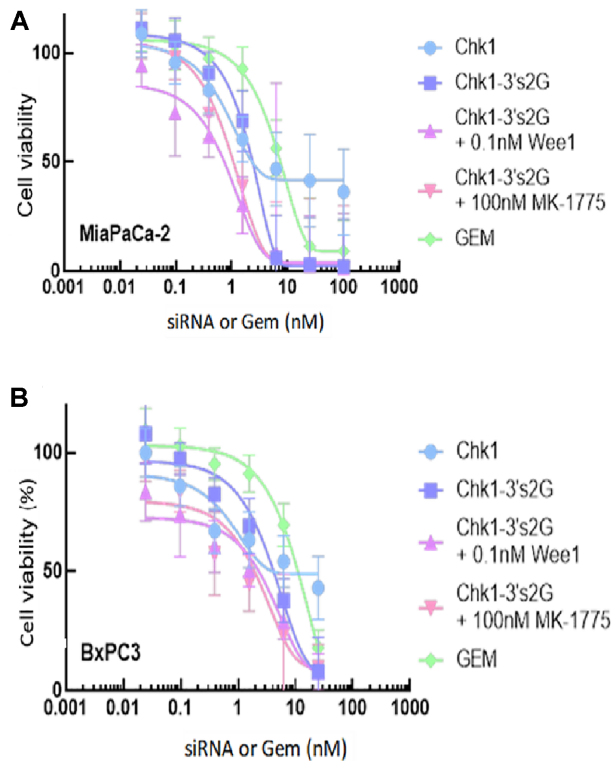 A
Cell viability
100
50
0
MiaPaCa-2
0.001 0.01 0.1 1 10 100 1000
siRNA or Gem (nM)
Chk1
Chk1-3's2G
Chk1-3's2G
+ 0.1nM Wee1
Chk1-3's2G
+ 100nM MK-1775
GEM
B
Cell viability (%)
100
50
0
BxPC3
0.001 0.01 0.1 1 10 100 1000
siRNA or Gem (nM)
Chk1
Chk1-3's2G
Chk1-3's2G
+ 0.1nM Wee1
Chk1-3's2G
+ 100nM MK-1775
GEM